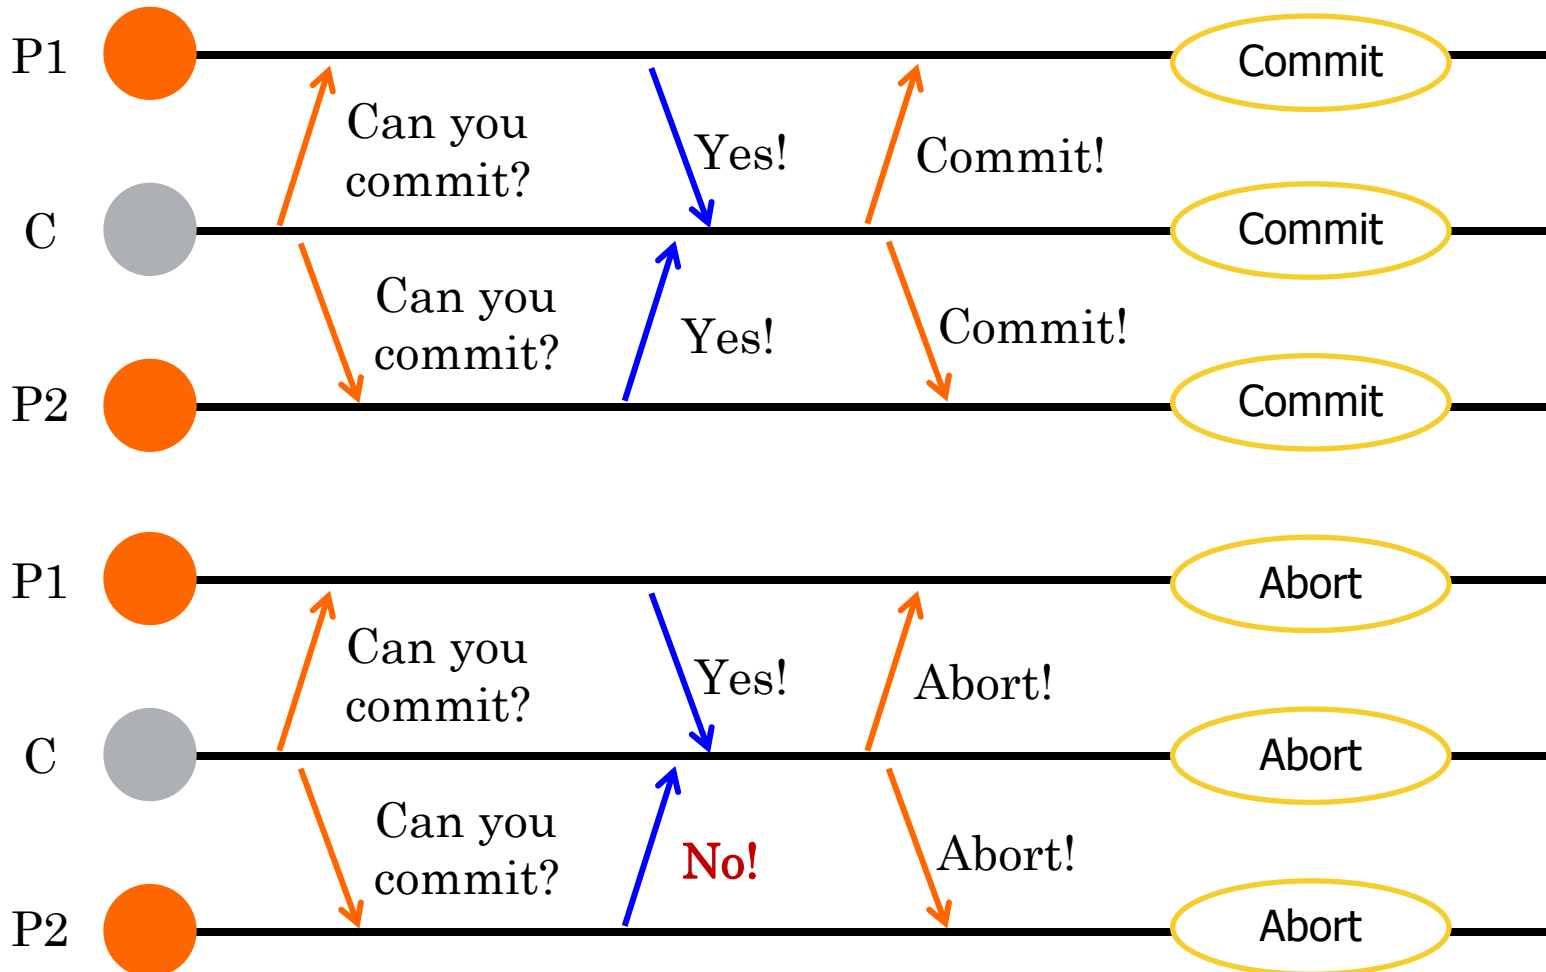 P1
Commit
Can you
commit?
Yes!
Commit!
C
Commit
Can you
commit?
Yes!
Commit!
P2
Commit
P1
Abort
Can you
commit?
Yes!
Abort!
C
Abort
Can you
commit?
No!
Abort!
P2
Abort